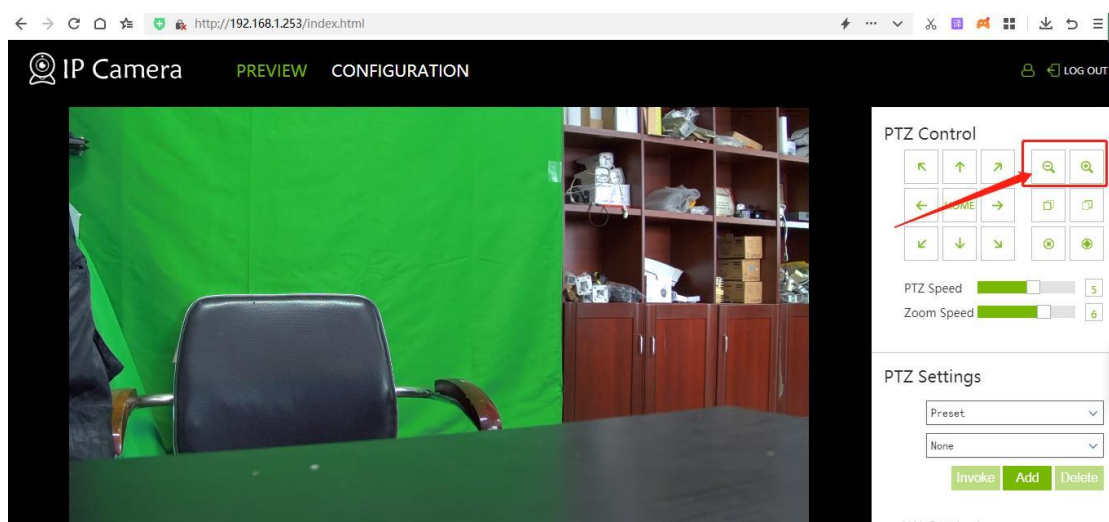 http://192.168.1.253/index.html
IP Camera
PREVIEW
CONFIGURATION
LOG OUT
PTZ Control
HOME
PTZ Speed
5
Zoom Speed
6
PTZ Settings
Preset
None
Invoke
Add
Delete